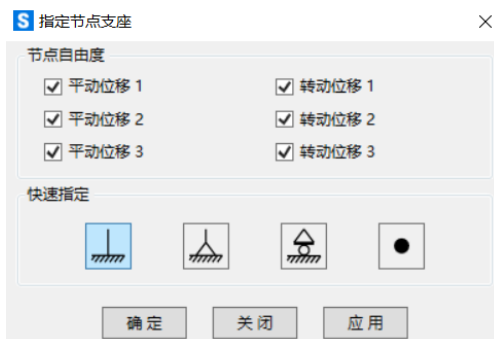 S 指定节点支座
节点自由度
平动位移 1 转动位移 1
平动位移 2 转动位移 2
平动位移 3 转动位移 3
快速指定
确定 关闭 应用